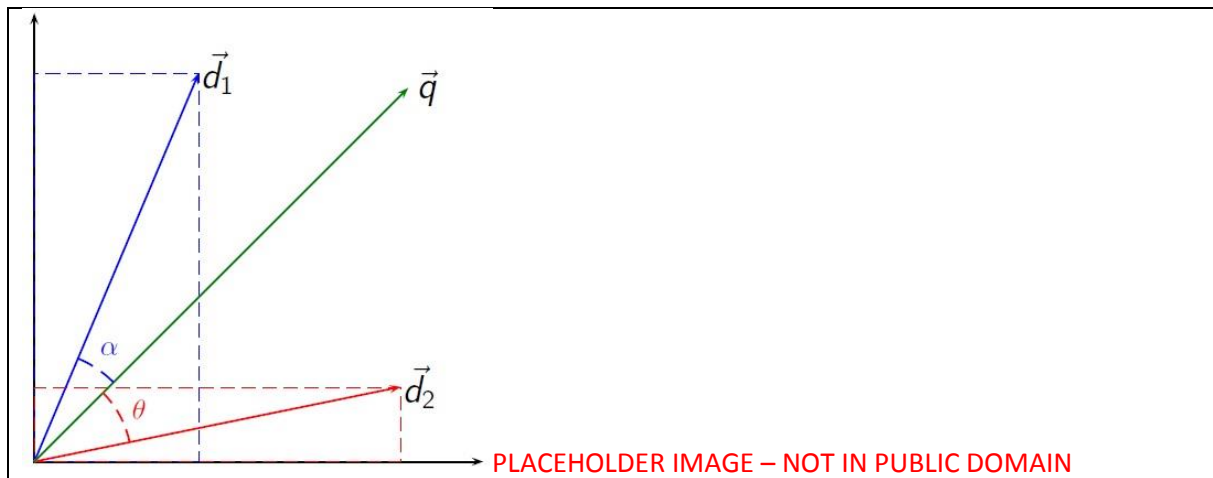 d⃗₁
q⃗
α
d⃗₂
θ
PLACEHOLDER IMAGE – NOT IN PUBLIC DOMAIN